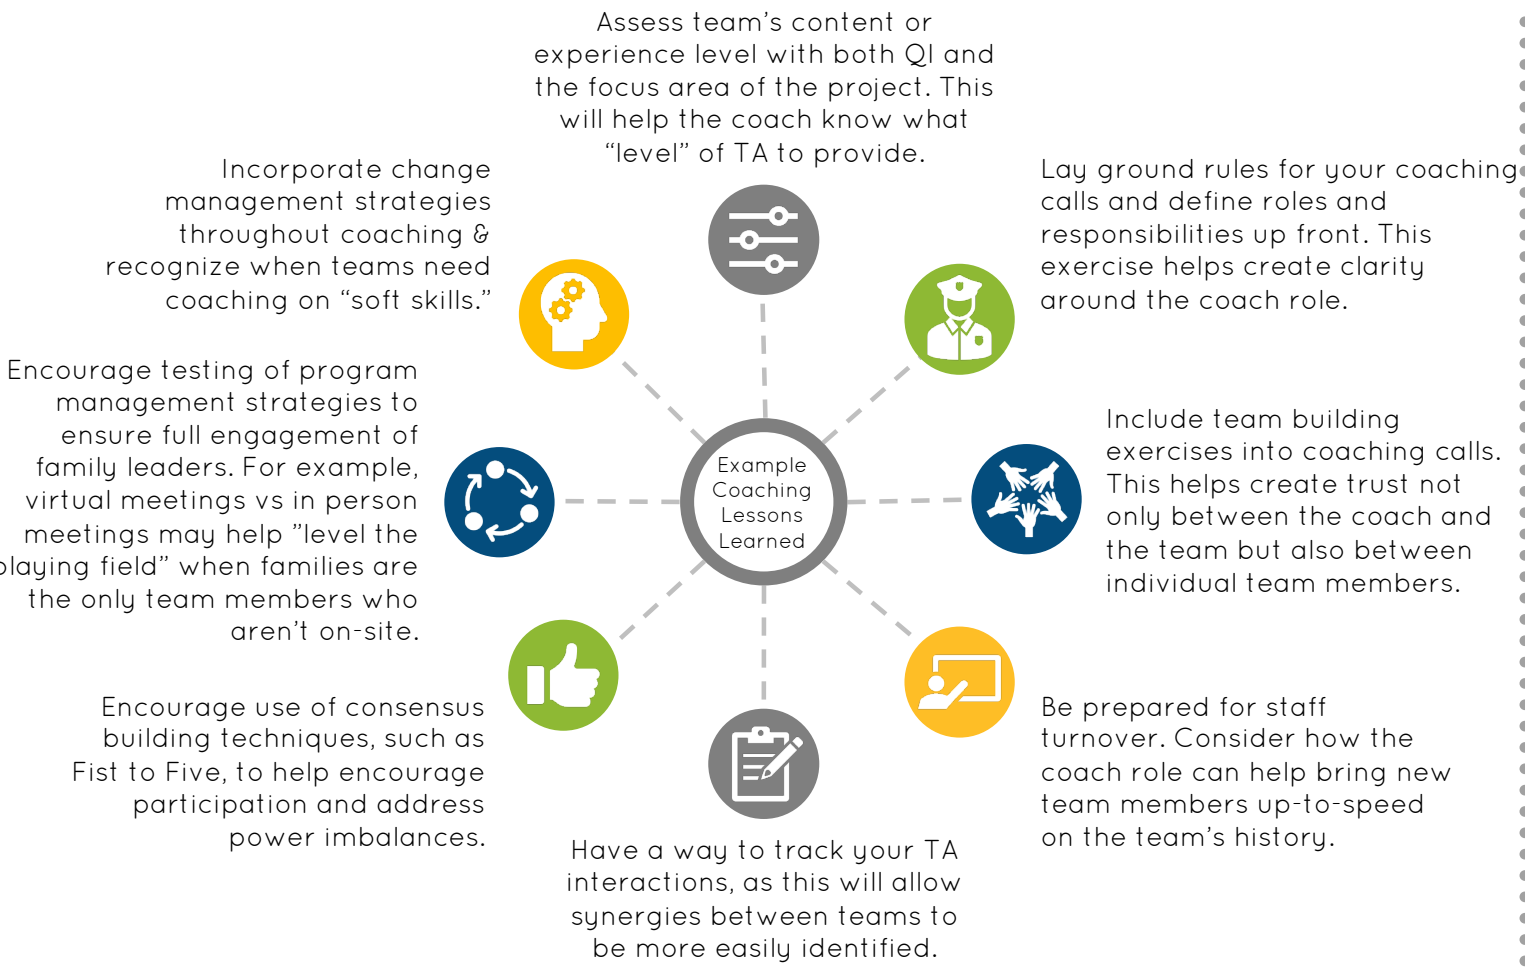 Assess team's content or
experience level with both QI and
the focus area of the project. This
will help the coach know what
“level” of TA to provide.
Lay ground rules for your coaching
calls and define roles and
responsibilities up front. This
exercise helps create clarity
around the coach role.
Include team building
exercises into coaching calls.
This helps create trust not
only between the coach and
the team but also between
individual team members.
Be prepared for staff
turnover. Consider how the
coach role can help bring new
team members up-to-speed
on the team's history.
Have a way to track your TA
interactions, as this will allow
synergies between teams to
be more easily identified.
Encourage use of consensus
building techniques, such as
Fist to Five, to help encourage
participation and address
power imbalances.
Encourage testing of program
management strategies to
ensure full engagement of
family leaders. For example,
virtual meetings vs in person
meetings may help ”level the
playing field” when families are
the only team members who
aren't on-site.
Incorporate change
management strategies
throughout coaching &
recognize when teams need
coaching on “soft skills.”
Example
Coaching
Lessons
Learned